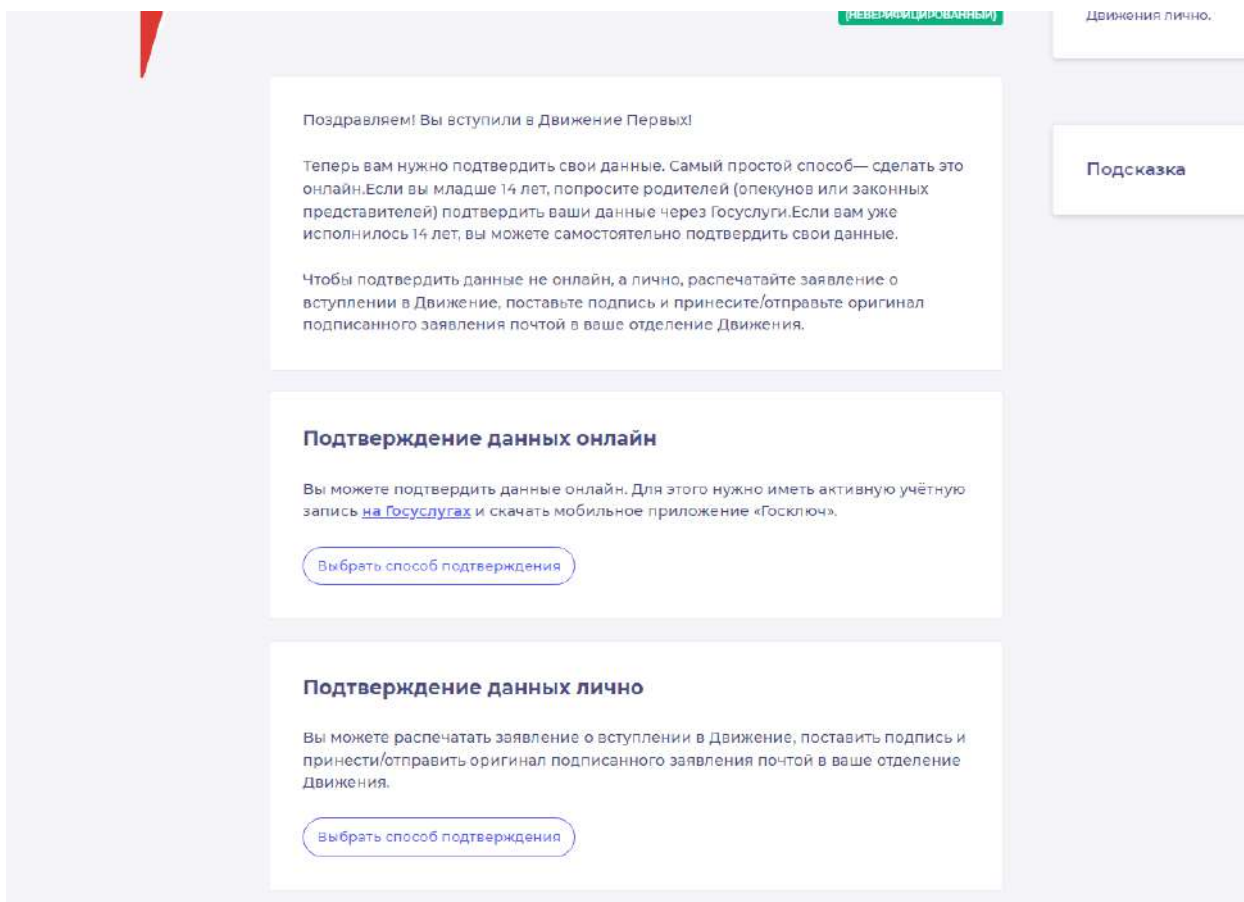 (НЕВЕРИФИЦИРОВАННЫЙ)
Движения лично.
Поздравляем! Вы вступили в Движение Первых!
Теперь вам нужно подтвердить свои данные. Самый простой способ— сделать это
онлайн.Если вы младше 14 лет, попросите родителей (опекунов или законных
представителей) подтвердить ваши данные через Госуслуги.Если вам уже
исполнилось 14 лет, вы можете самостоятельно подтвердить свои данные.
Чтобы подтвердить данные не онлайн, а лично, распечатайте заявление о
вступлении в Движение, поставьте подпись и принесите/отправьте оригинал
подписанного заявления почтой в ваше отделение Движения.
Подсказка
Подтверждение данных онлайн
Вы можете подтвердить данные онлайн. Для этого нужно иметь активную учётную
запись на Госуслугах и скачать мобильное приложение «Госключ».
Выбрать способ подтверждения
Подтверждение данных лично
Вы можете распечатать заявление о вступлении в Движение, поставить подпись и
принести/отправить оригинал подписанного заявления почтой в ваше отделение
Движения.
Выбрать способ подтверждения